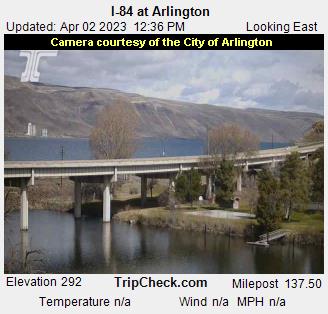 I-84 at Arlington
Updated: Apr 02 2023 12:36 PM Looking East
Camera courtesy of the City of Arlington
Elevation 292 TripCheck.com Milepost 137.50
Temperature n/a Wind n/a MPH n/a